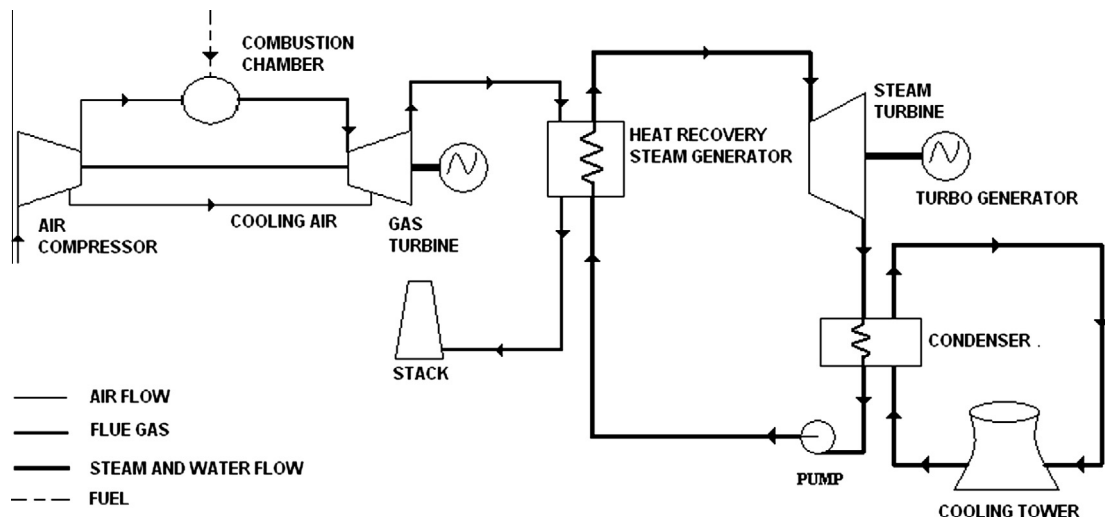 COMBUSTION
CHAMBER
STEAM
TURBINE
HEAT RECOVERY
STEAM GENERATOR
TURBO GENERATOR
COOLING AIR
AIR
COMPRESSOR
GAS
TURBINE
CONDENSER .
STACK
AIR FLOW
FLUE GAS
STEAM AND WATER FLOW
FUEL
PUMP
COOLING TOWER